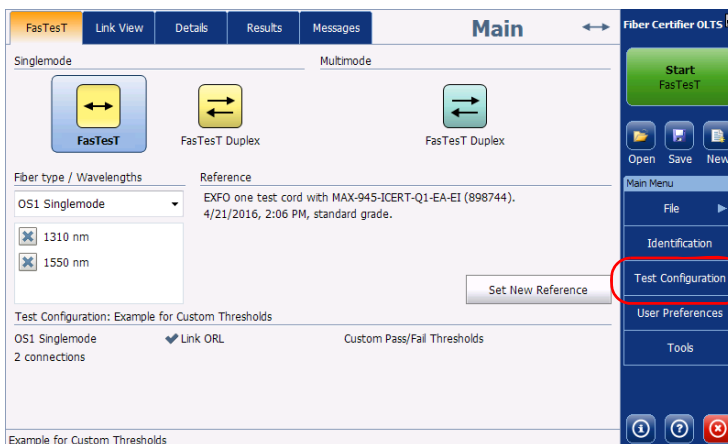 FasTesT Link View Details Results Messages Main
Fiber Certifier OLTS
Singlemode Multimode
Start
FasTesT
FasTesT FasTesT Duplex FasTesT Duplex
Open Save New
Fiber type / Wavelengths Reference
Main Menu
OS1 Singlemode
EXFO one test cord with MAX-945-ICERT-Q1-EA-EI (898744).
4/21/2016, 2:06 PM, standard grade.
File
1310 nm
Identification
1550 nm
Test Configuration
Set New Reference
User Preferences
Test Configuration: Example for Custom Thresholds
OS1 Singlemode Link ORL Custom Pass/Fail Thresholds
Tools
2 connections
Example for Custom Thresholds